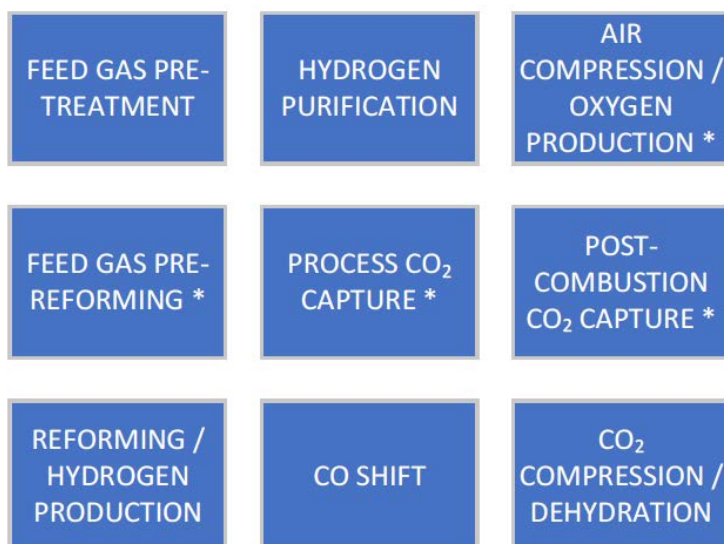 FEED GAS PRE-
TREATMENT
HYDROGEN
PURIFICATION
AIR
COMPRESSION /
OXYGEN
PRODUCTION *
FEED GAS PRE-
REFORMING *
PROCESS CO₂
CAPTURE *
POST-
COMBUSTION
CO₂ CAPTURE *
REFORMING /
HYDROGEN
PRODUCTION
CO SHIFT
CO₂
COMPRESSION /
DEHYDRATION